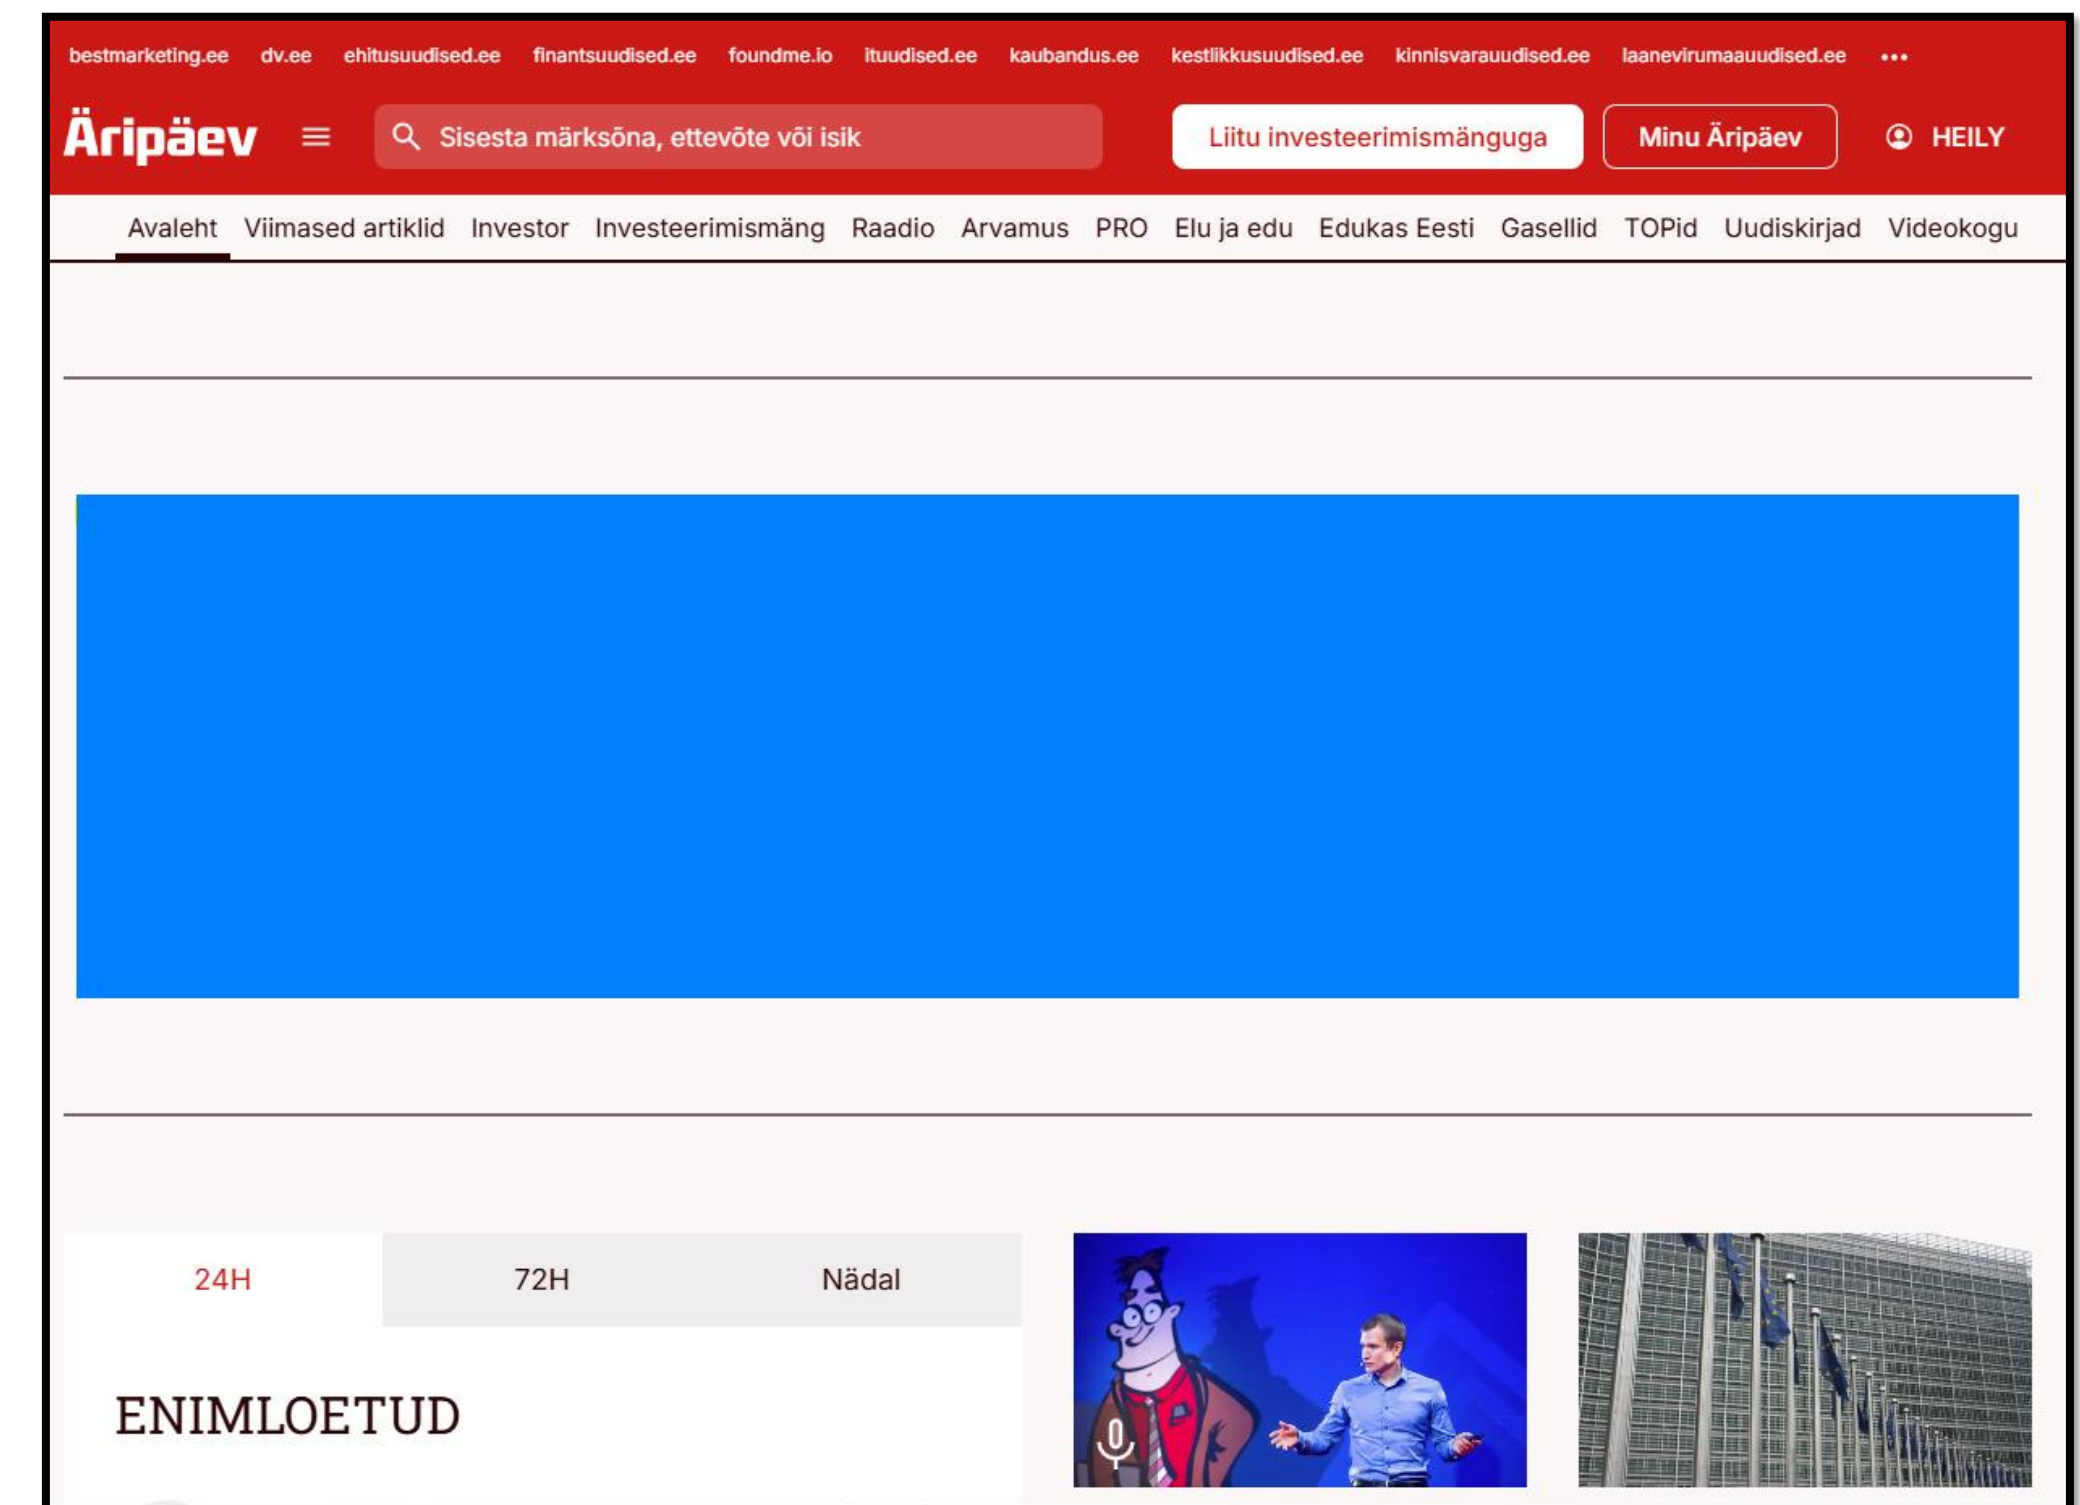 bestmarketing.ee dv.ee ehitusuudised.ee finantsuudised.ee foundme.io ituudised.ee kaubandus.ee kestlikkusuudised.ee kinnisvarauudised.ee laanevirumaauudised.ee •••
Äripäev Sisesta märksõna, ettevõte või isik Liitu investeerimismänguga Minu Äripäev HEILY
Avaleht Viimased artiklid Investor Investeerimismäng Raadio Arvamus PRO Elu ja edu Edukas Eesti Gasellid TOPid Uudiskirjad Videokogu
24H 72H Nädal
ENIMLOETUD